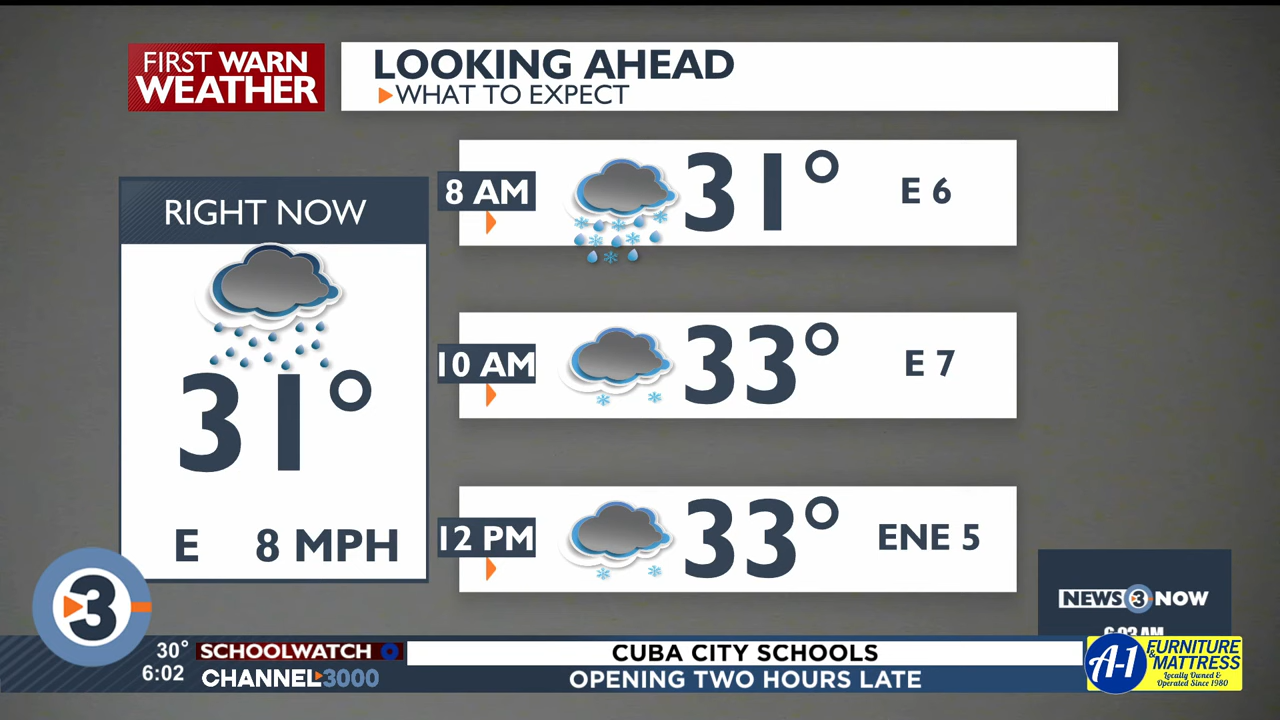 FIRST WARN
WEATHER
LOOKING AHEAD
WHAT TO EXPECT
RIGHT NOW
31°
E 8 MPH
8 AM 31° E 6
10 AM 33° E 7
12 PM 33° ENE 5
3
NEWS 3 NOW
30°
6:02
SCHOOLWATCH
CHANNEL3000
CUBA CITY SCHOOLS
OPENING TWO HOURS LATE
A-1 FURNITURE
& MATTRESS
Locally Owned &
Operated Since 1980